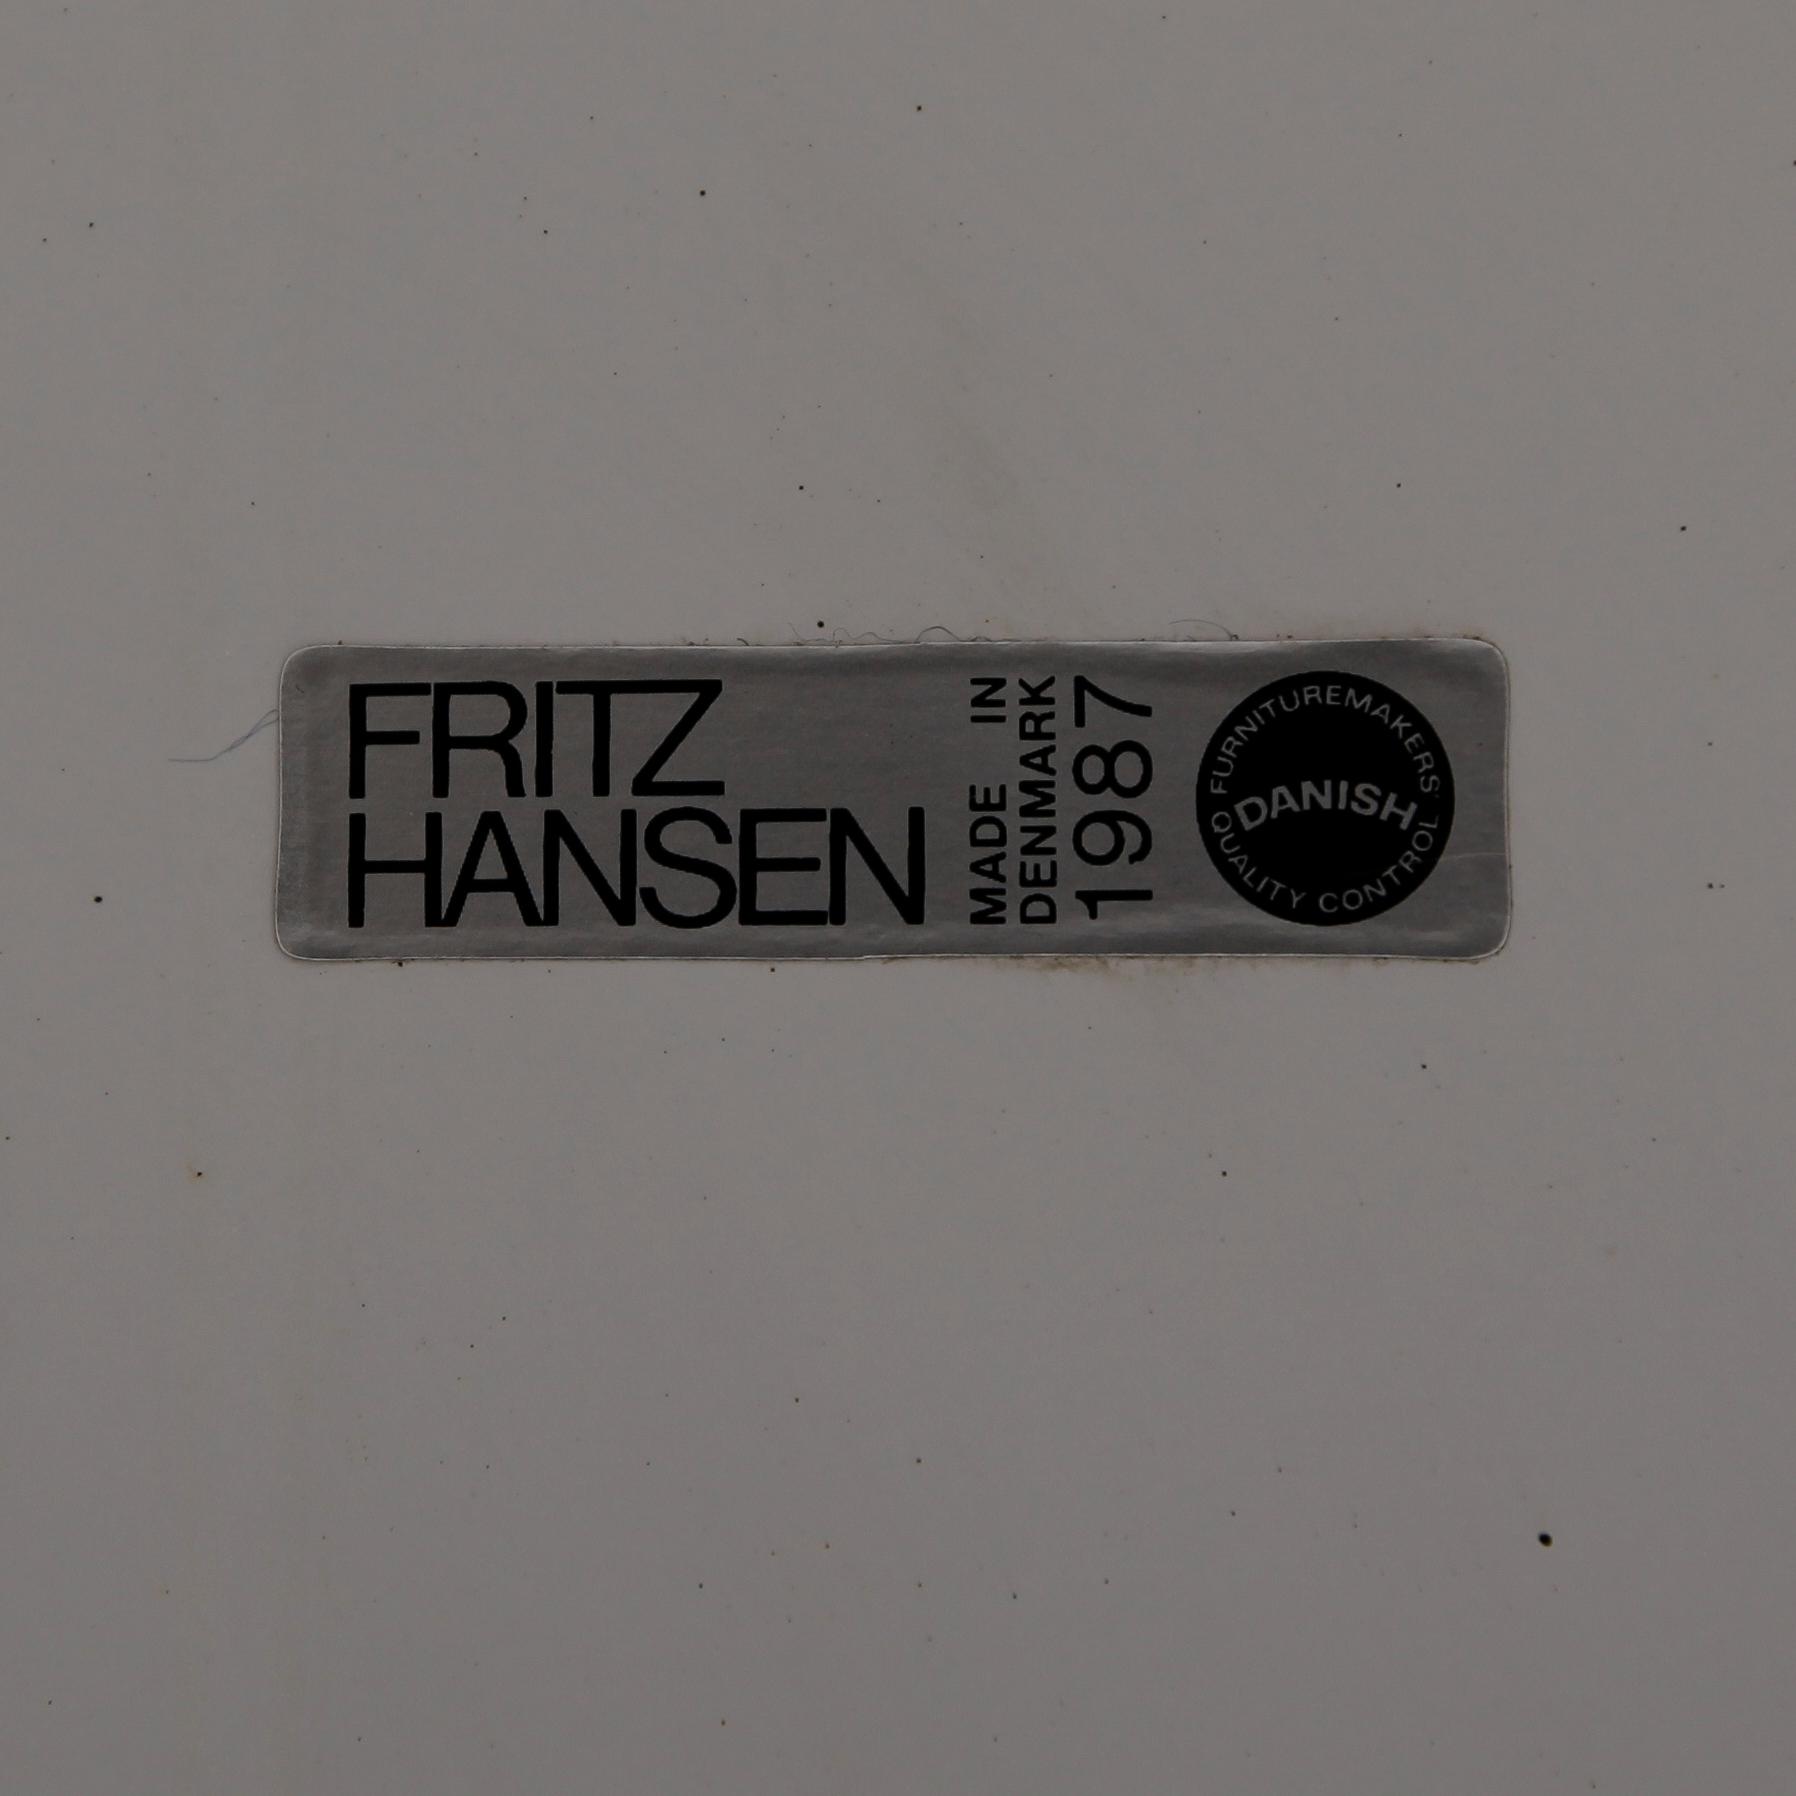 FRITZ
HANSEN
MADE IN
DENMARK
1987
FURNITUREMAKERS'
DANISH
QUALITY CONTROL